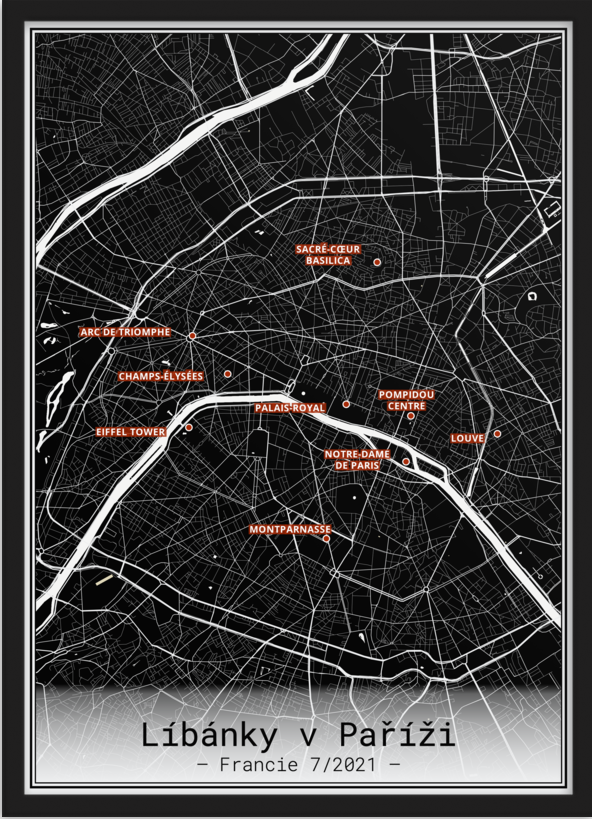 SACRÉ-CŒUR
BASILICA
ARC DE TRIOMPHE
CHAMPS-ÉLYSÉES
POMPIDOU
CENTRE
PALAIS-ROYAL
EIFFEL TOWER
LOUVE
NOTRE-DAME
DE PARIS
MONTPARNASSE
Líbánky v Paříži
— Francie 7/2021 —